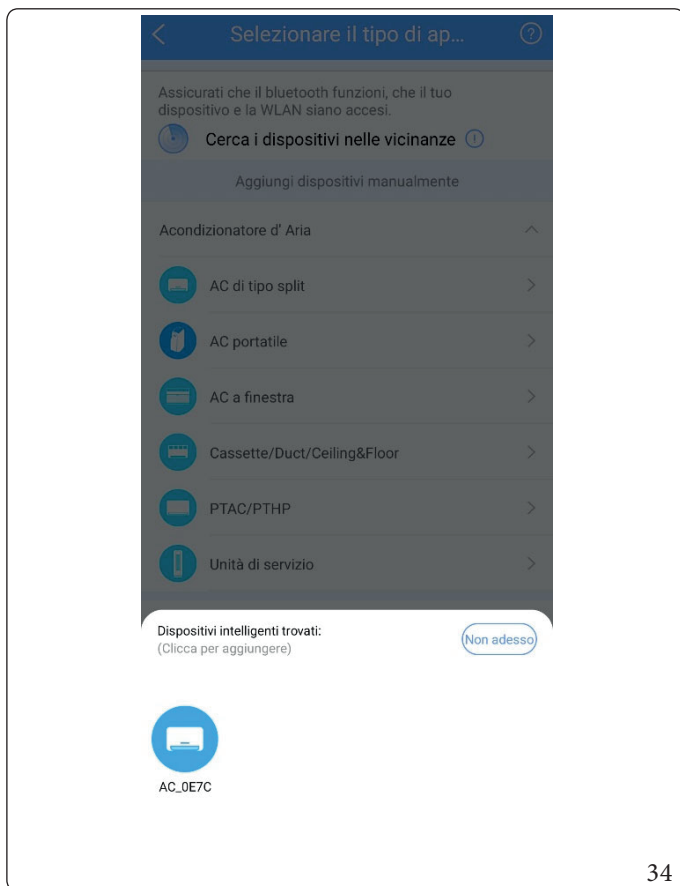 Selezionare il tipo di ap...
Assicurati che il bluetooth funzioni, che il tuo
dispositivo e la WLAN siano accesi.
Cerca i dispositivi nelle vicinanze
Aggiungi dispositivi manualmente
Acondizionatore d' Aria
AC di tipo split
AC portatile
AC a finestra
Cassette/Duct/Ceiling&Floor
PTAC/PTHP
Unità di servizio
Dispositivi intelligenti trovati:
(Clicca per aggiungere)
Non adesso
AC_0E7C
34